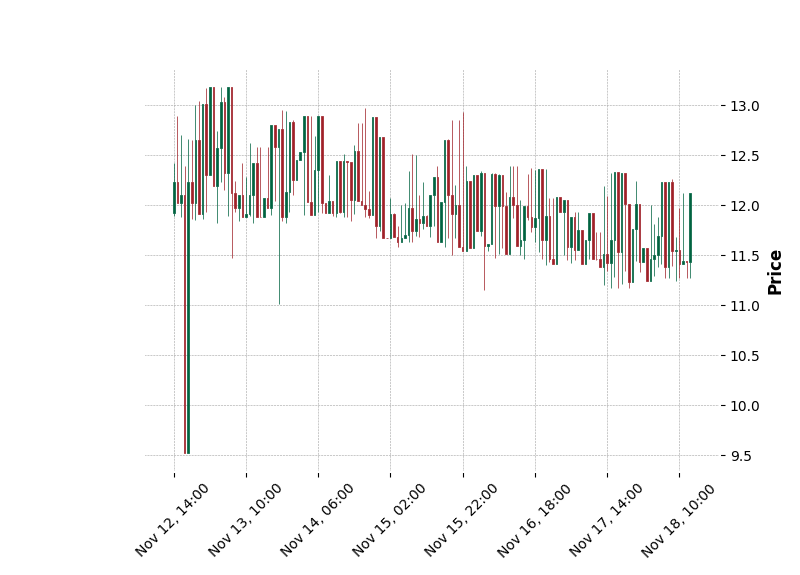 13.0
12.5
12.0
11.5
11.0
10.5
10.0
9.5
Price
Nov 12, 14:00
Nov 13, 10:00
Nov 14, 06:00
Nov 15, 02:00
Nov 15, 22:00
Nov 16, 18:00
Nov 17, 14:00
Nov 18, 10:00